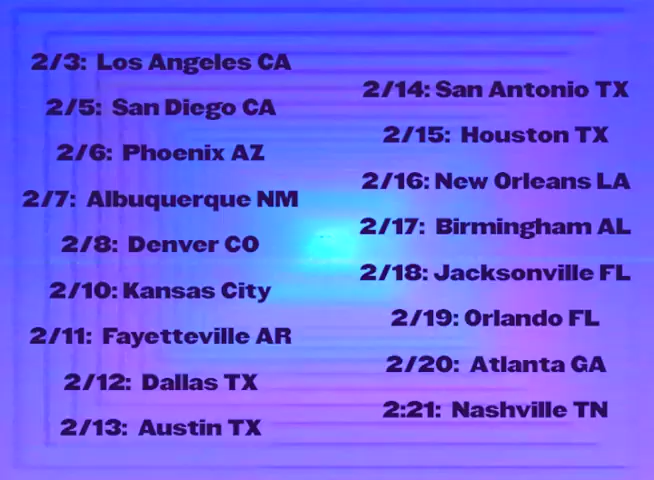 2/3: Los Angeles CA
2/5: San Diego CA
2/6: Phoenix AZ
2/7: Albuquerque NM
2/8: Denver CO
2/10: Kansas City
2/11: Fayetteville AR
2/12: Dallas TX
2/13: Austin TX
2/14: San Antonio TX
2/15: Houston TX
2/16: New Orleans LA
2/17: Birmingham AL
2/18: Jacksonville FL
2/19: Orlando FL
2/20: Atlanta GA
2:21: Nashville TN